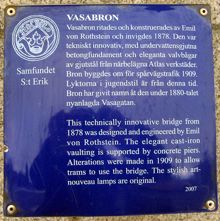 VASABRON
Vasabron ritades och konstruerades av Emil
von Rothstein och invigdes 1878. Den var
tekniskt innovativ, med undervattensgjutna
betongfundament och eleganta valvbågar
av gjutstål från närbelägna Atlas verkstäder.
Bron byggdes om för spårvägstrafik 1909.
Lyktorna i jugendstil är från denna tid.
Bron har givit namn åt den under 1880-talet
nyanlagda Vasagatan.
Samfundet
S:t Erik
This technically innovative bridge from
1878 was designed and engineered by Emil
von Rothstein. The elegant cast-iron
vaulting is supported by concrete piers.
Alterations were made in 1909 to allow
trams to use the bridge. The stylish art-
nouveau lamps are original.
2007